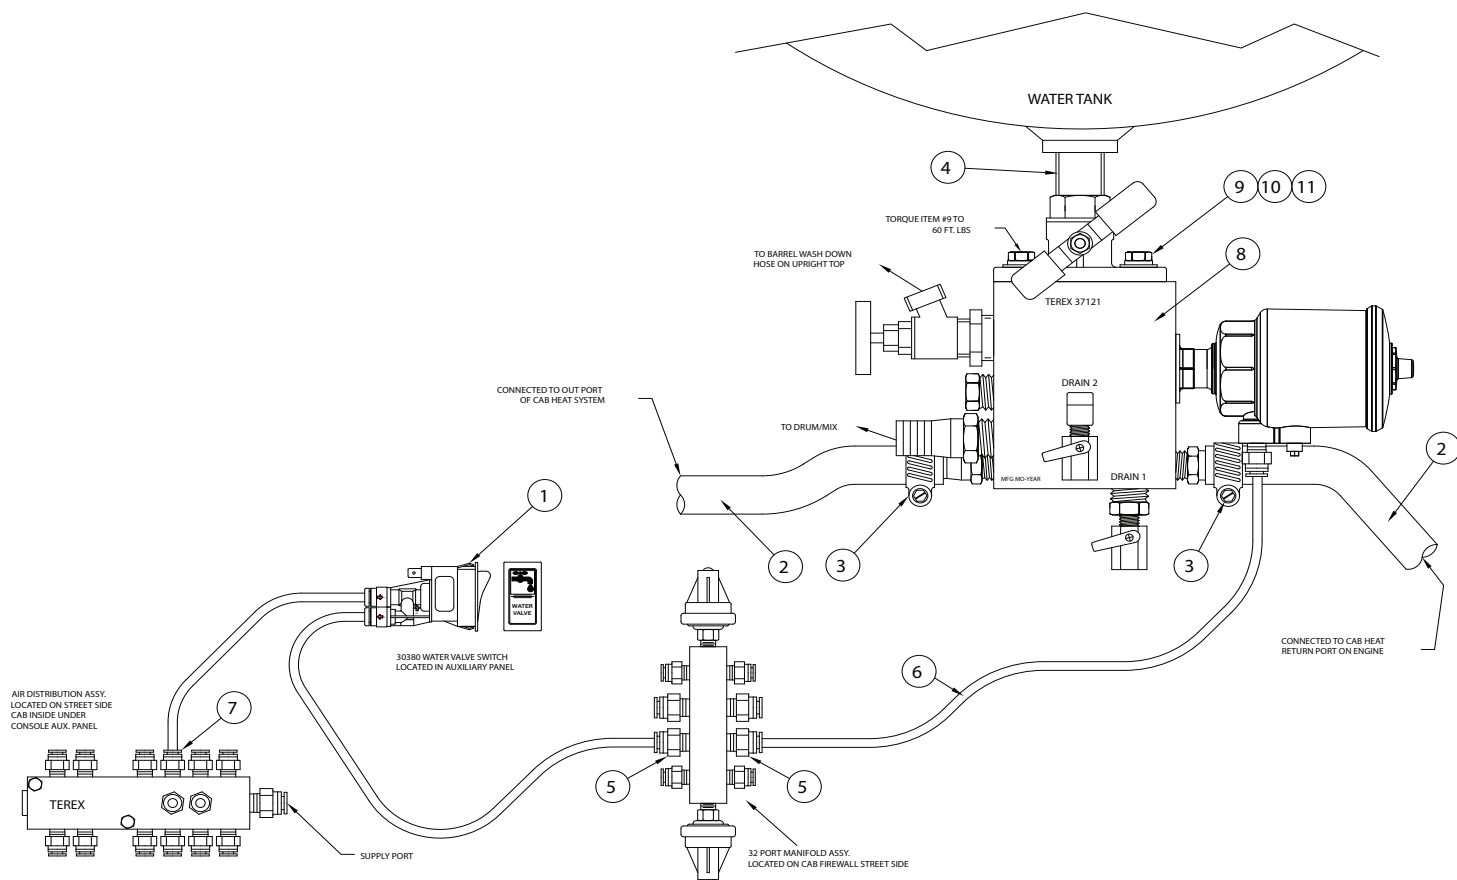 WATER TANK
4
9
10
11
TORQUE ITEM #9 TO
60 FT. LBS
TO BARREL WASH DOWN
HOSE ON UPRIGHT TOP
8
TEREX 37121
CONNECTED TO OUT PORT
OF CAB HEAT SYSTEM
DRAIN 2
TO DRUM/MIX
2
MFG MO-YEAR
DRAIN 1
1
2
3
3
WATER
VALVE
30380 WATER VALVE SWITCH
LOCATED IN AUXILIARY PANEL
CONNECTED TO CAB HEAT
RETURN PORT ON ENGINE
6
AIR DISTRIBUTION ASSY.
LOCATED ON STREET SIDE
CAB INSIDE UNDER
CONSOLE AUX. PANEL
7
5
5
TEREX
SUPPLY PORT
32 PORT MANIFOLD ASSY.
LOCATED ON CAB FIREWALL STREET SIDE